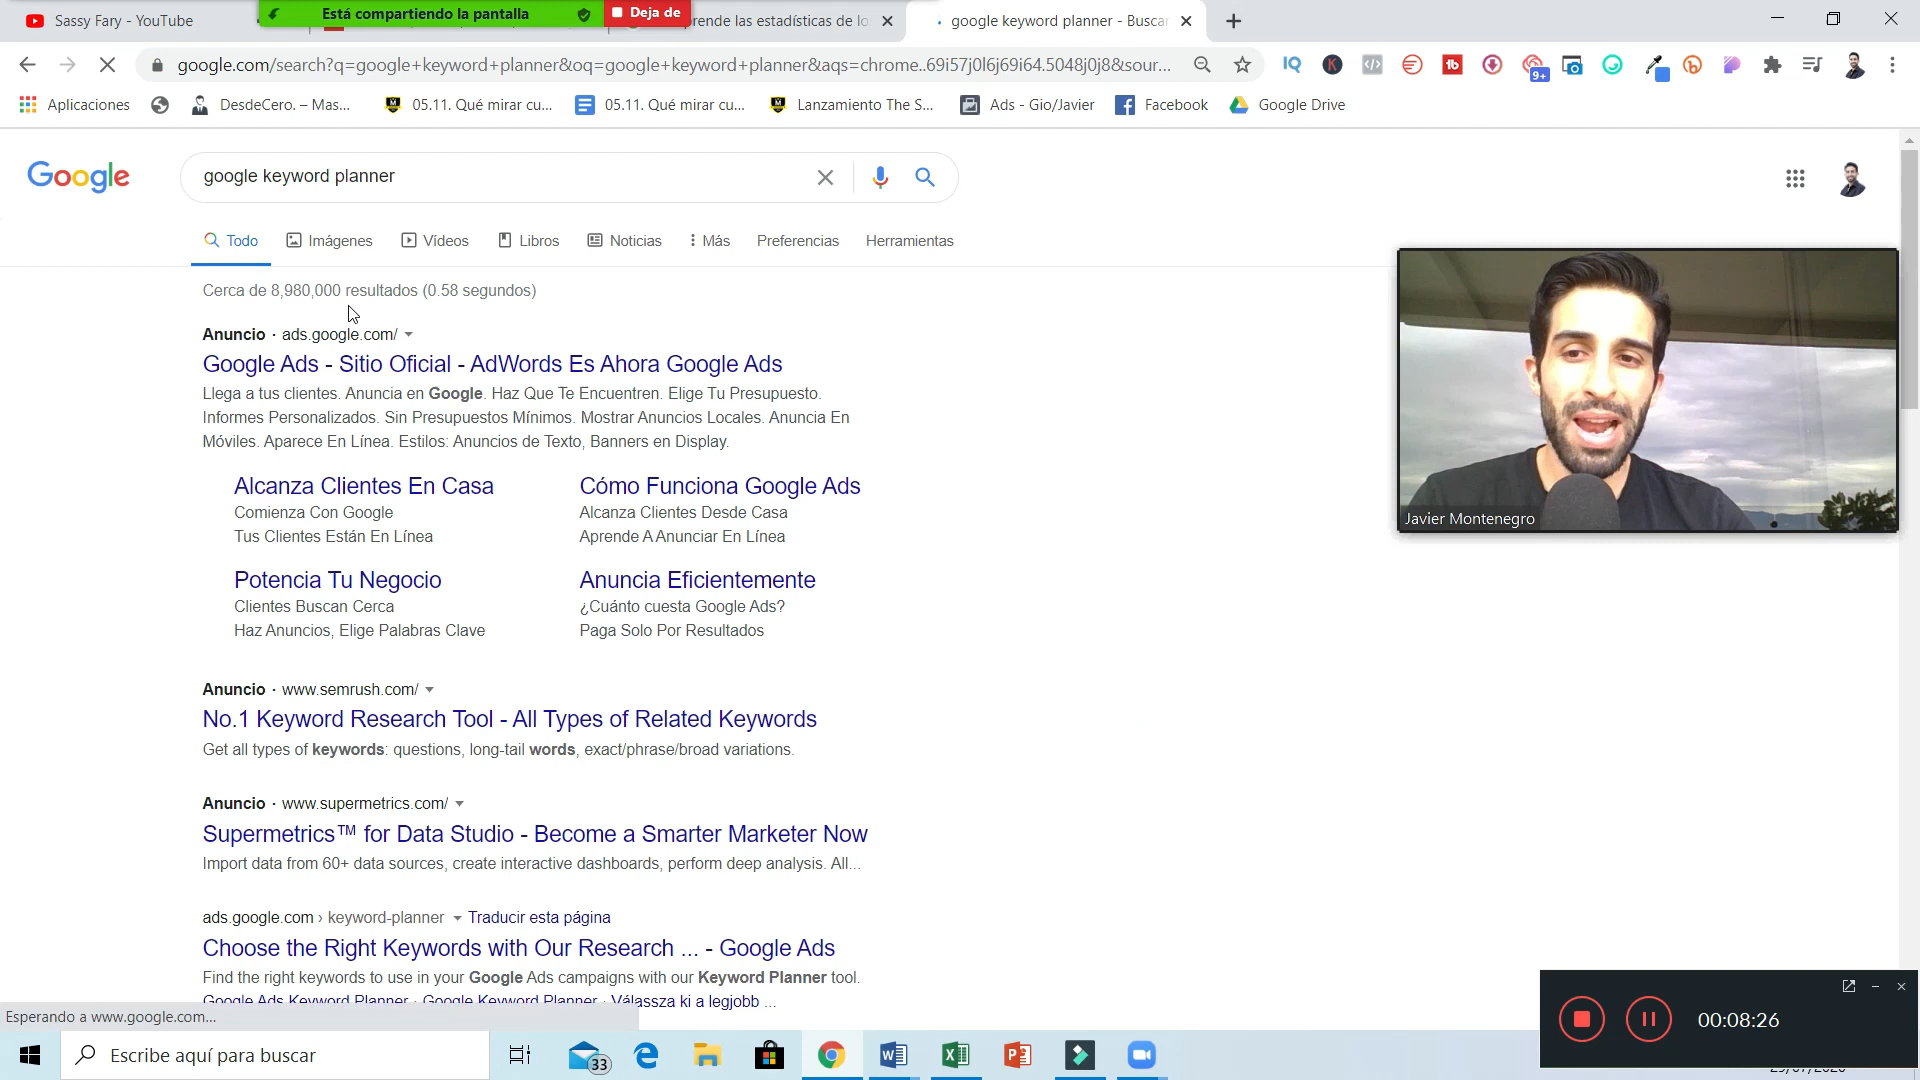 Sassy Fary - YouTube
Está compartiendo la pantalla
Deja de
rende las estadísticas de lo
google keyword planner - Buscar
google.com/search?q=google+keyword+planner&oq=google+keyword+planner&aqs=chrome..69i57j0l6j69i64.5048j0j8&sour...
9+
Aplicaciones
DesdeCero. – Mas...
05.11. Qué mirar cu...
05.11. Qué mirar cu...
Lanzamiento The S...
Ads - Gio/Javier
Facebook
Google Drive
Google
google keyword planner
Todo
Imágenes
Vídeos
Libros
Noticias
Más
Preferencias
Herramientas
Cerca de 8,980,000 resultados (0.58 segundos)
Anuncio · ads.google.com/
Google Ads - Sitio Oficial - AdWords Es Ahora Google Ads
Llega a tus clientes. Anuncia en Google. Haz Que Te Encuentren. Elige Tu Presupuesto.
Informes Personalizados. Sin Presupuestos Mínimos. Mostrar Anuncios Locales. Anuncia En
Móviles. Aparece En Línea. Estilos: Anuncios de Texto, Banners en Display.
Alcanza Clientes En Casa
Comienza Con Google
Tus Clientes Están En Línea
Cómo Funciona Google Ads
Alcanza Clientes Desde Casa
Aprende A Anunciar En Línea
Potencia Tu Negocio
Clientes Buscan Cerca
Haz Anuncios, Elige Palabras Clave
Anuncia Eficientemente
¿Cuánto cuesta Google Ads?
Paga Solo Por Resultados
Anuncio · www.semrush.com/
No.1 Keyword Research Tool - All Types of Related Keywords
Get all types of keywords: questions, long-tail words, exact/phrase/broad variations.
Anuncio · www.supermetrics.com/
Supermetrics™ for Data Studio - Become a Smarter Marketer Now
Import data from 60+ data sources, create interactive dashboards, perform deep analysis. All...
ads.google.com › keyword-planner
Traducir esta página
Choose the Right Keywords with Our Research ... - Google Ads
Find the right keywords to use in your Google Ads campaigns with our Keyword Planner tool.
Google Ads Keyword Planner · Google Keyword Planner · Válassza ki a legjobb ...
Javier Montenegro
Esperando a www.google.com...
00:08:26
Escribe aquí para buscar
33